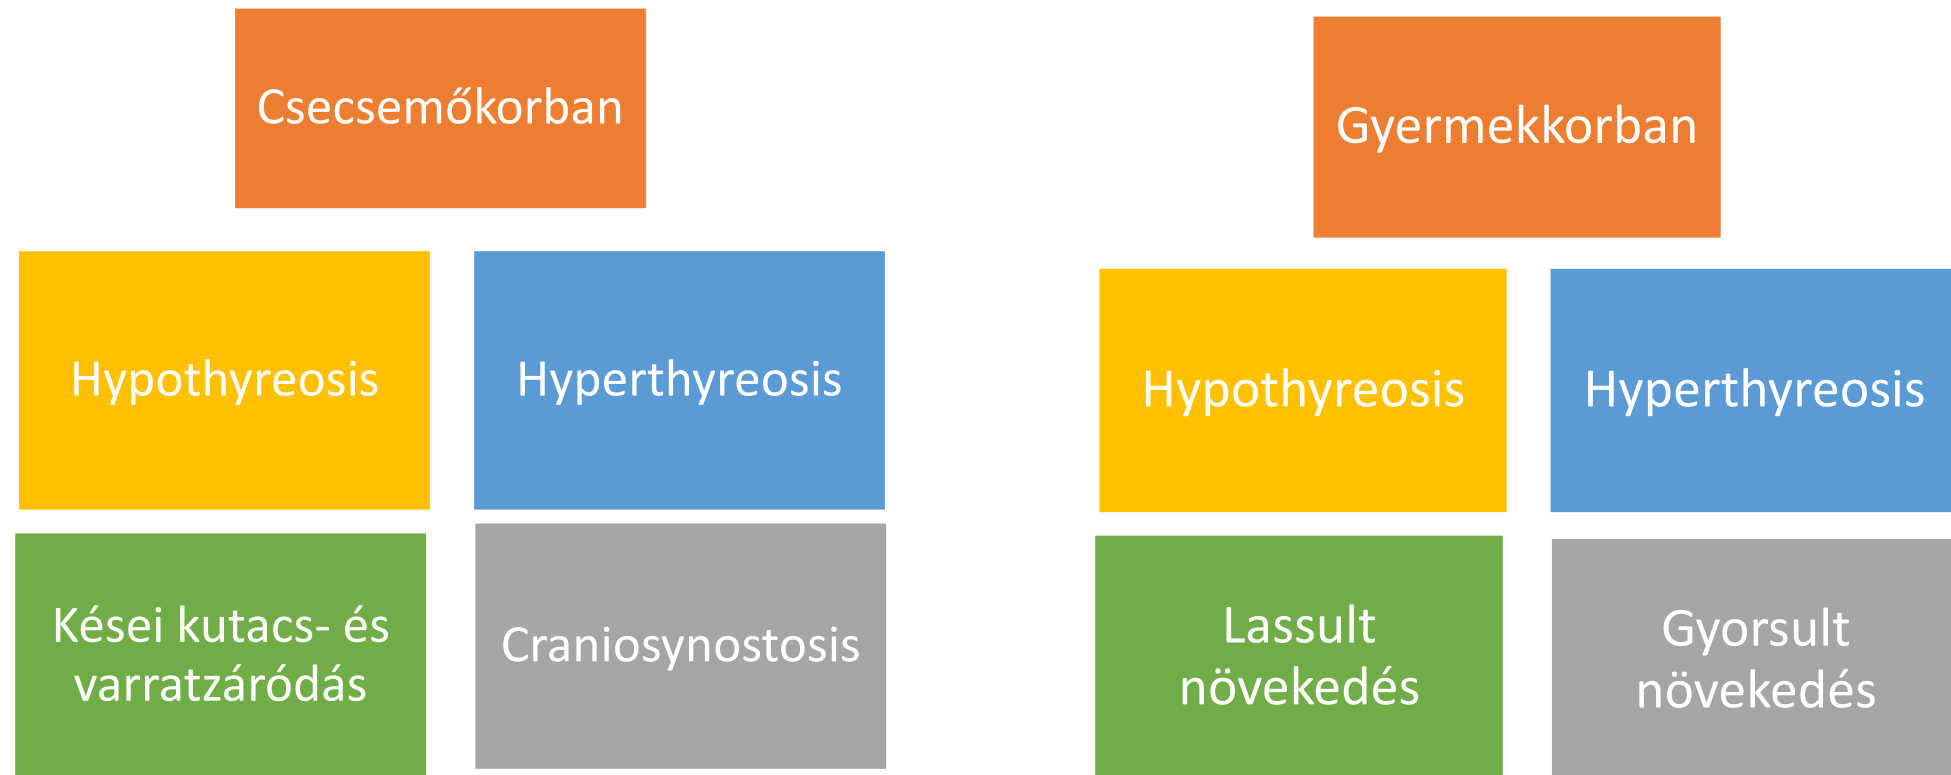 Csecsemőkorban
Hypothyreosis
Hyperthyreosis
Kései kutacs- és
varratzáródás
Craniosynostosis
Gyermekkorban
Hypothyreosis
Hyperthyreosis
Lassult
növekedés
Gyorsult
növekedés